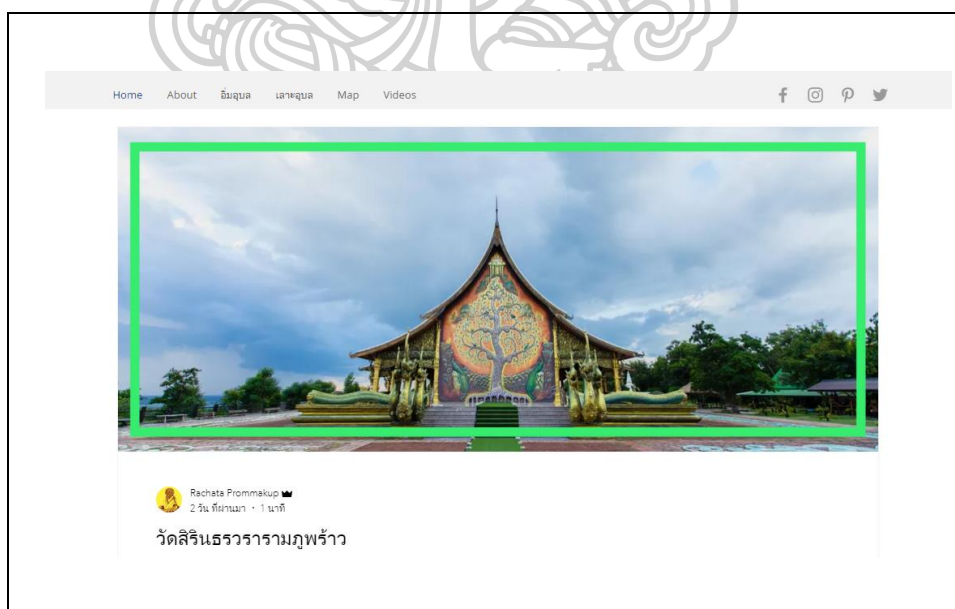 Home About อิ่มอุบล เลาะอุบล Map Videos
Rachata Prommakup
2 วัน ที่ผ่านมา · 1 นาที
วัดสิรินธรวรารามภูพร้าว